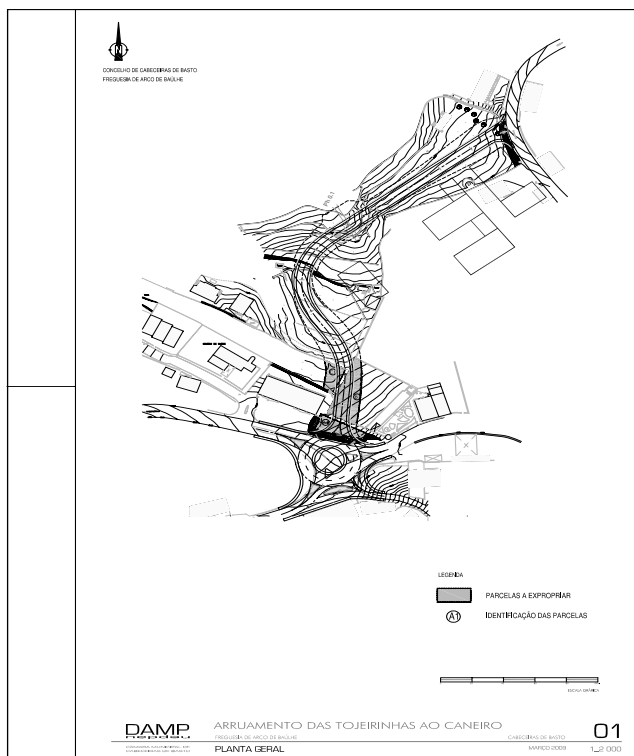 N
CONCELHO DE CABECEIRAS DE BASTO
FREGUESIA DE ARCO DE BAÚLHE
LEGENDA
PARCELAS A EXPROPRIAR
A1 IDENTIFICAÇÃO DAS PARCELAS
ESCALA GRÁFICA
DAMP
ARRUAMENTO DAS TOJEIRINHAS AO CANEIRO
01
FREGUESIA DE ARCO DE BAÚLHE
CABECEIRAS DE BASTO
PLANTA GERAL
MARÇO 2009
1_2 000